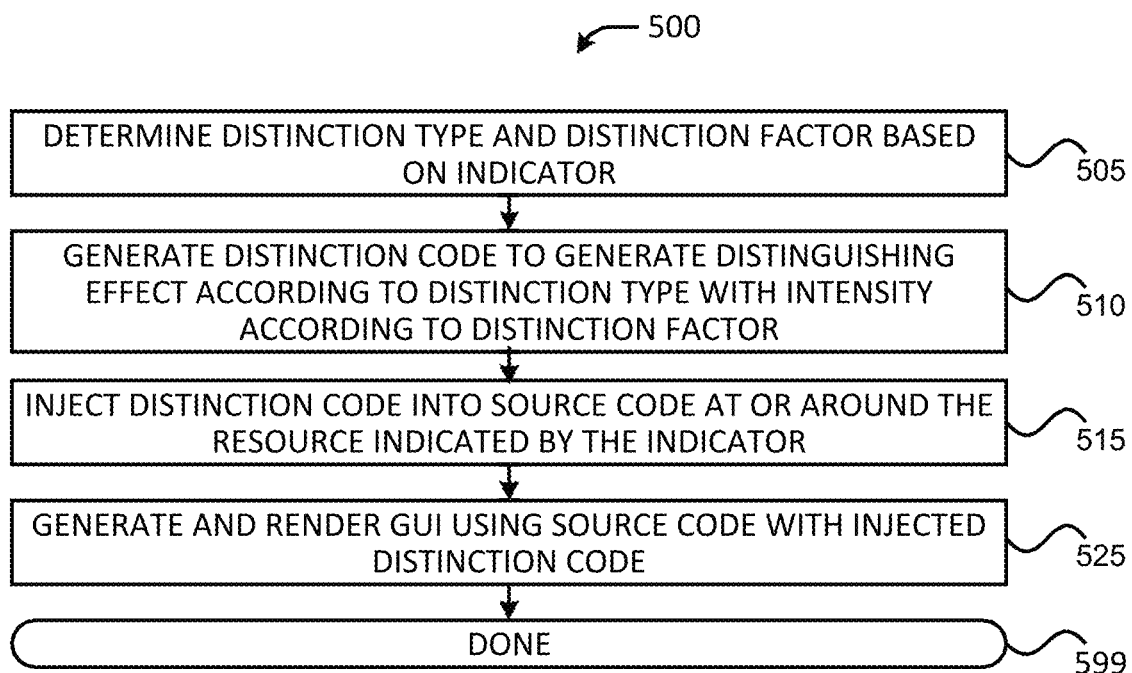 500
DETERMINE DISTINCTION TYPE AND DISTINCTION FACTOR BASED
ON INDICATOR
505
GENERATE DISTINCTION CODE TO GENERATE DISTINGUISHING
EFFECT ACCORDING TO DISTINCTION TYPE WITH INTENSITY
ACCORDING TO DISTINCTION FACTOR
510
INJECT DISTINCTION CODE INTO SOURCE CODE AT OR AROUND THE
RESOURCE INDICATED BY THE INDICATOR
515
GENERATE AND RENDER GUI USING SOURCE CODE WITH INJECTED
DISTINCTION CODE
525
DONE
599